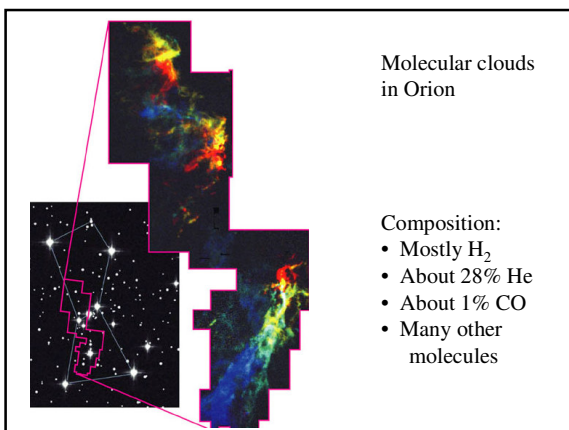 Molecular clouds
in Orion
Composition:
• Mostly H₂
• About 28% He
• About 1% CO
• Many other
molecules